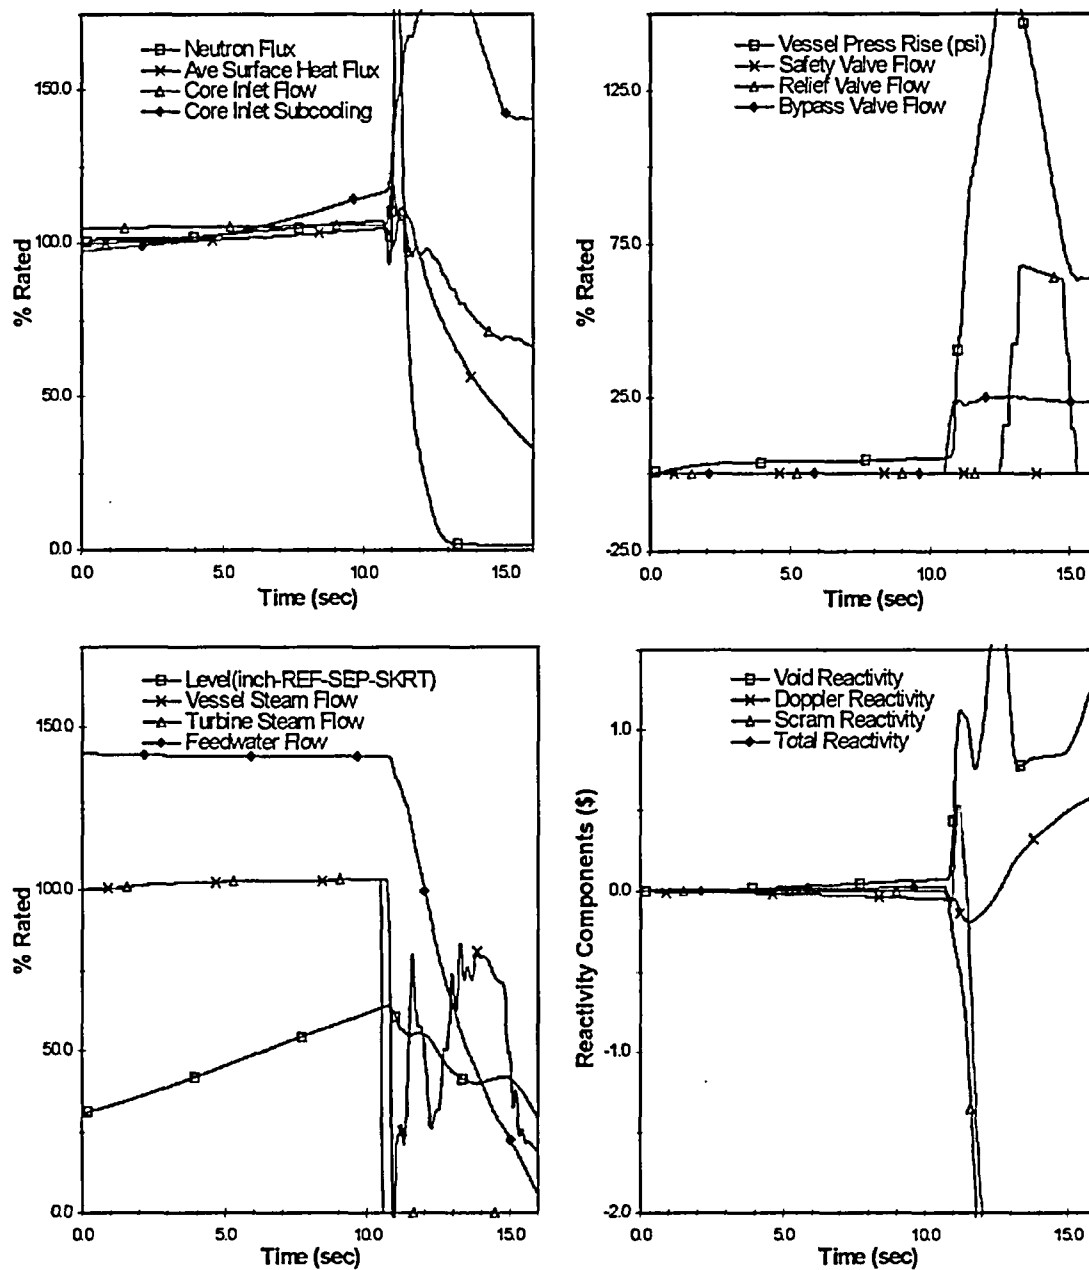 Neutron Flux
Ave Surface Heat Flux
Core Inlet Flow
Core Inlet Subcoding
150.0
100.0
50.0
0.0
% Rated
0.0 5.0 10.0 15.0
Time (sec)
Vessel Press Rise (psi)
Safety Valve Flow
Relief Valve Flow
Bypass Valve Flow
125.0
75.0
25.0
-25.0
% Rated
0.0 5.0 10.0 15.0
Time (sec)
Level(inch-REF-SEP-SKRT)
Vessel Steam Flow
Turbine Steam Flow
Feedwater Flow
150.0
100.0
50.0
0.0
% Rated
0.0 5.0 10.0 15.0
Time (sec)
Void Reactivity
Doppler Reactivity
Scram Reactivity
Total Reactivity
1.0
0.0
-1.0
-2.0
Reactivity Components ($)
0.0 5.0 10.0 15.0
Time (sec)